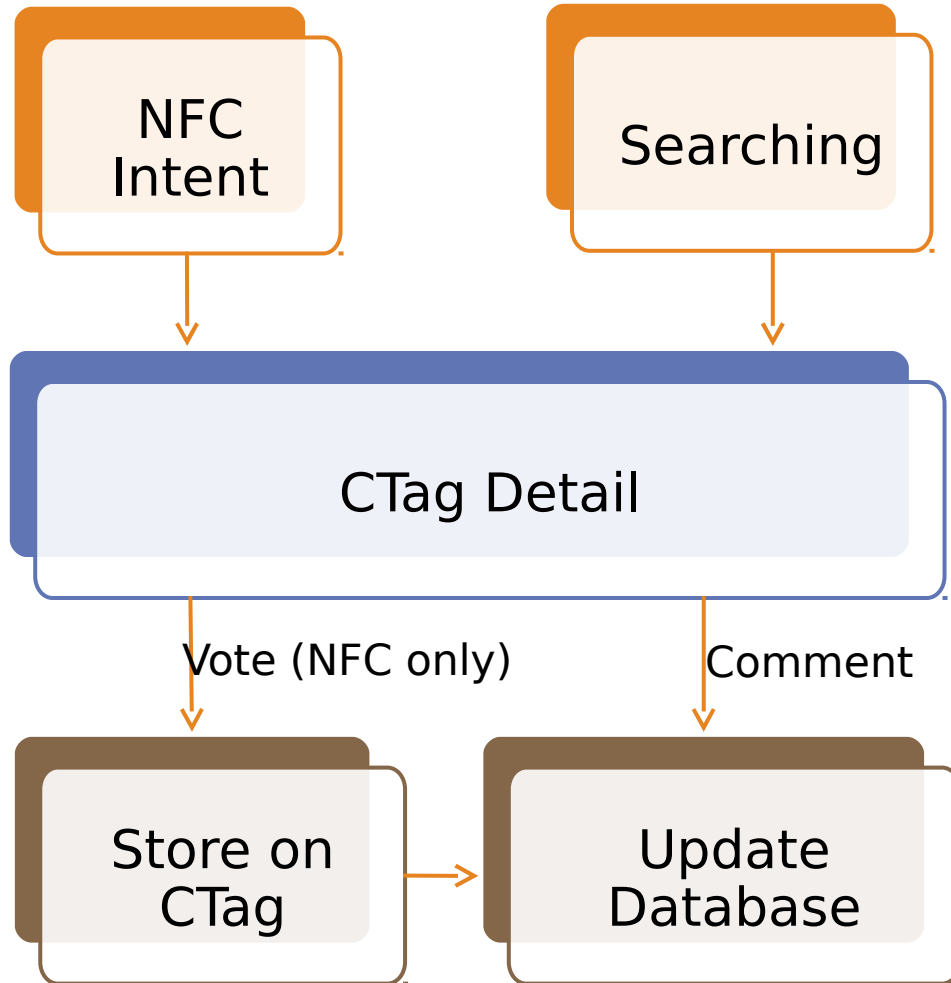 NFC
Intent
Searching
CTag Detail
Vote (NFC only)
Comment
Store on
CTag
Update
Database